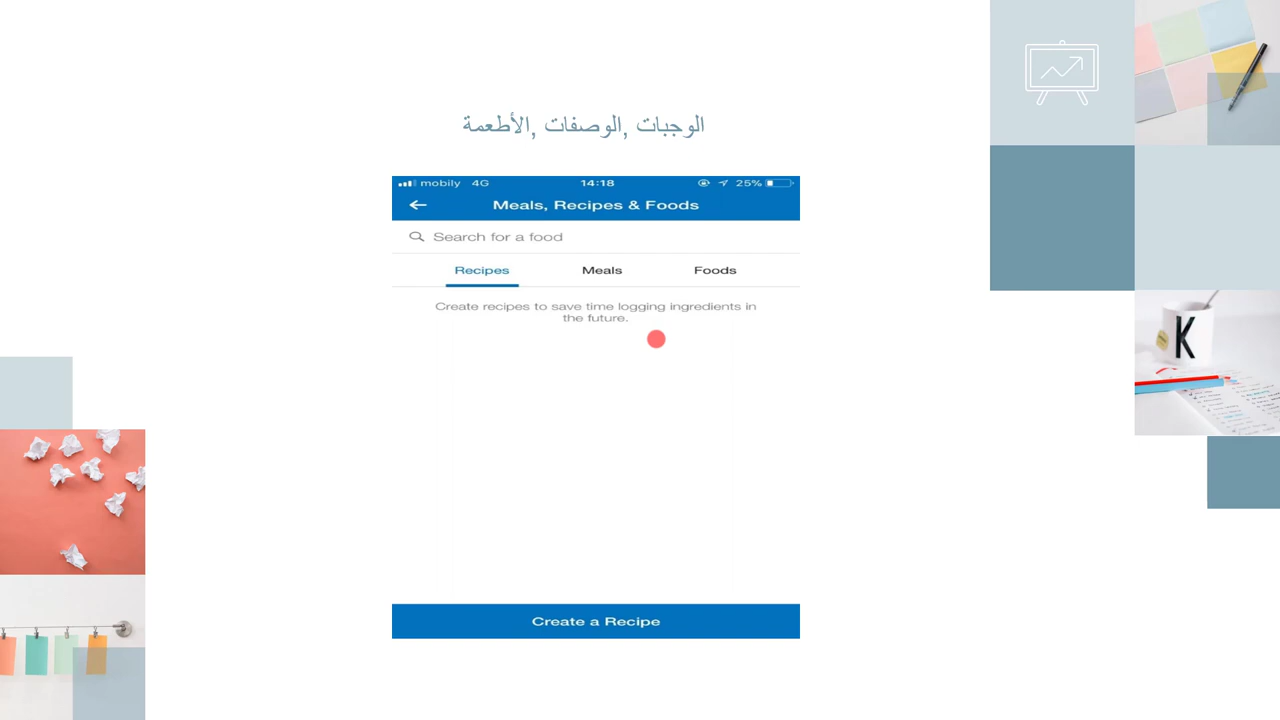 الوجبات ,الوصفات ,الأطعمة
mobily 4G 14:18 25%
Meals, Recipes & Foods
Search for a food
Recipes Meals Foods
Create recipes to save time logging ingredients in
the future.
Create a Recipe
K